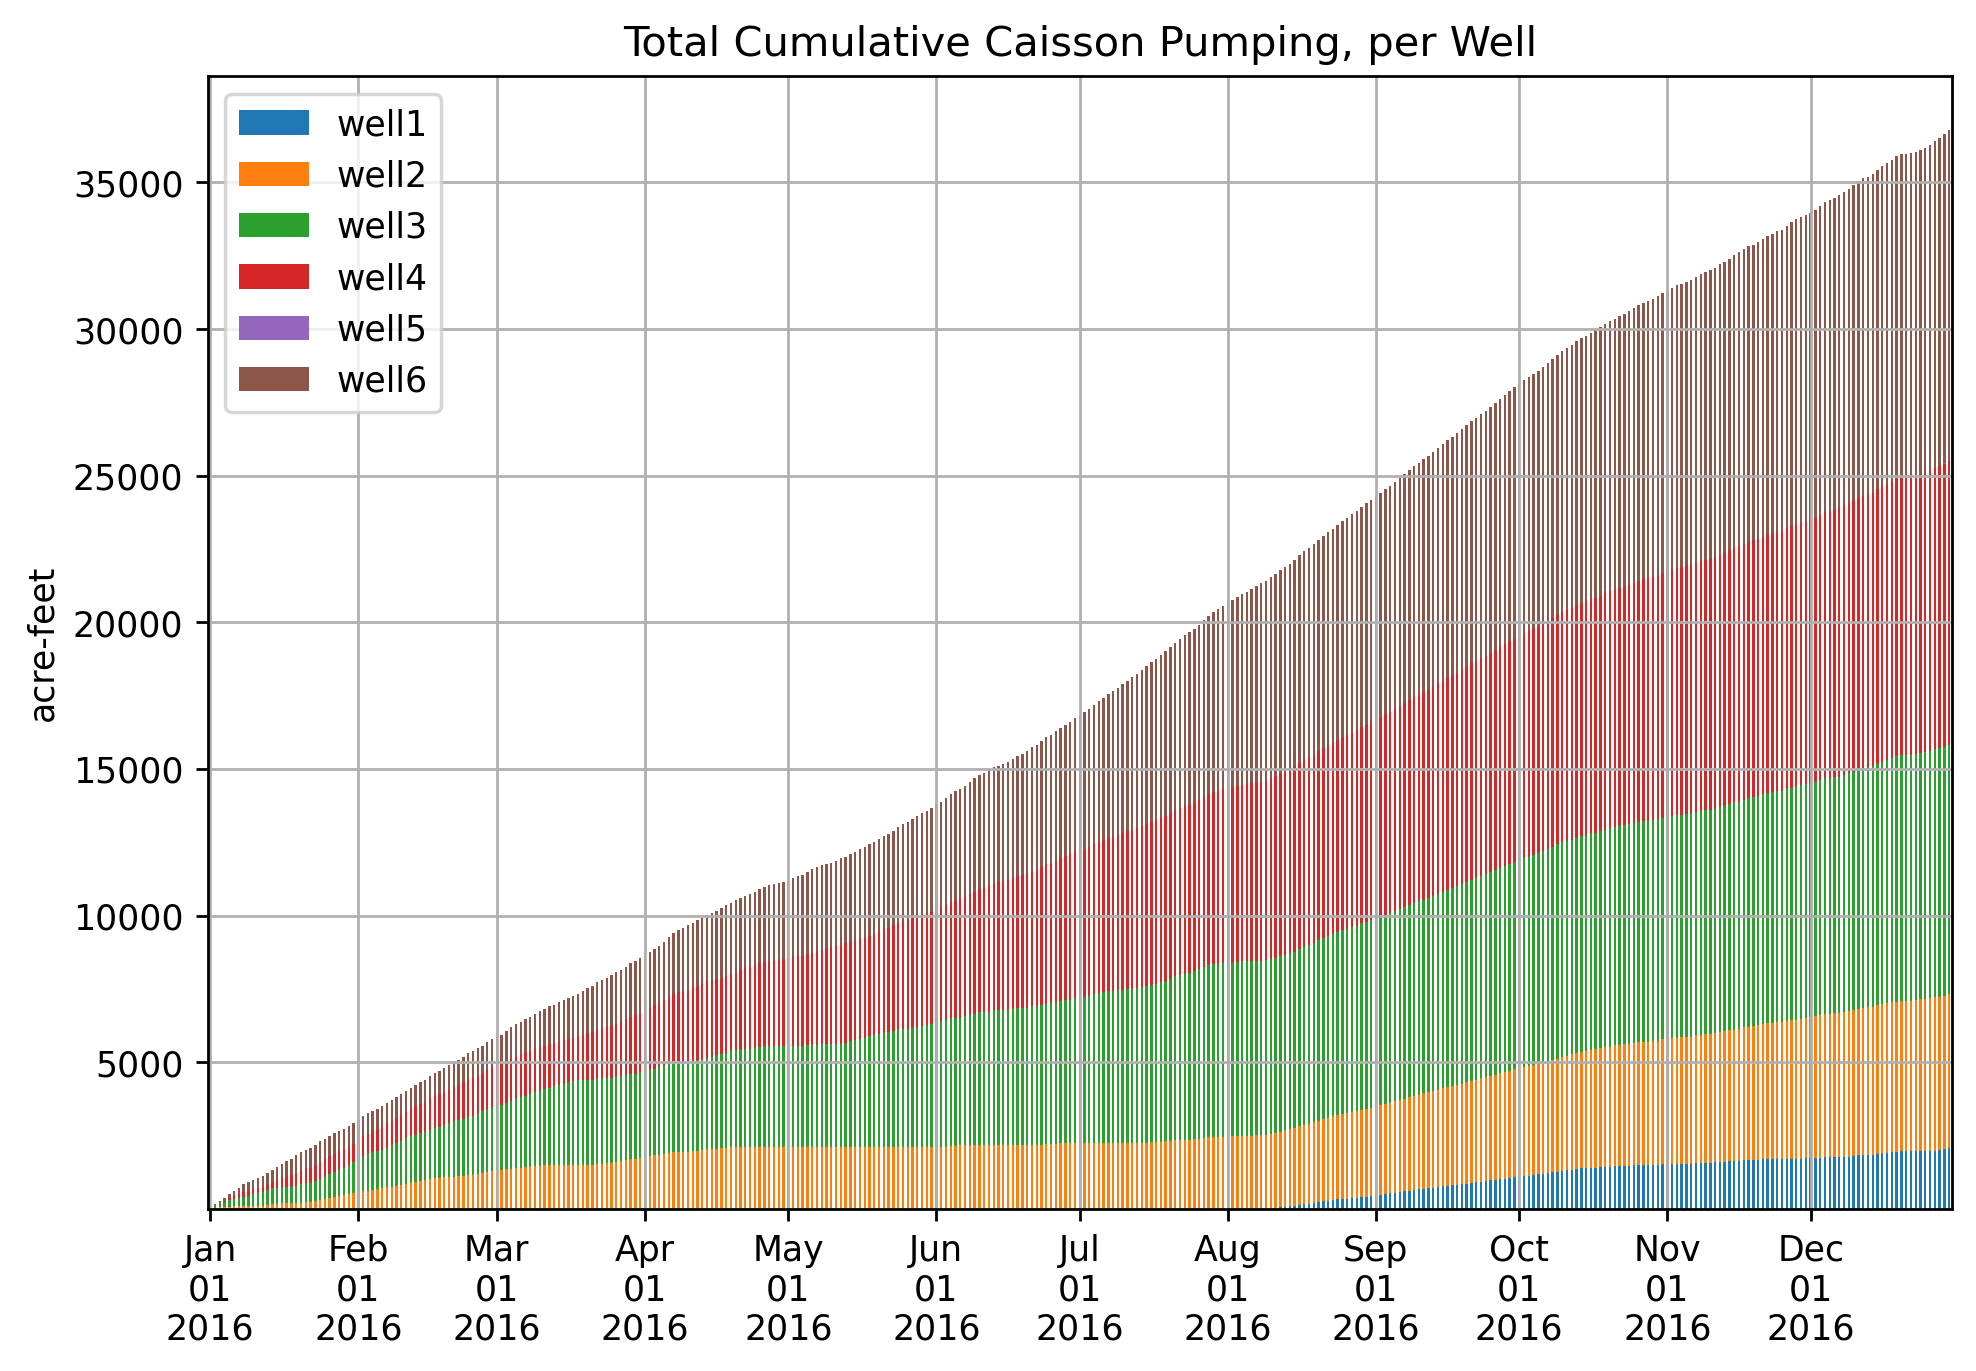 Total Cumulative Caisson Pumping, per Well
well1
well2
well3
well4
well5
well6
35000
30000
25000
20000
15000
10000
5000
acre-feet
Jan Feb Mar Apr May Jun Jul Aug Sep Oct Nov Dec
01 01 01 01 01 01 01 01 01 01 01 01
2016 2016 2016 2016 2016 2016 2016 2016 2016 2016 2016 2016